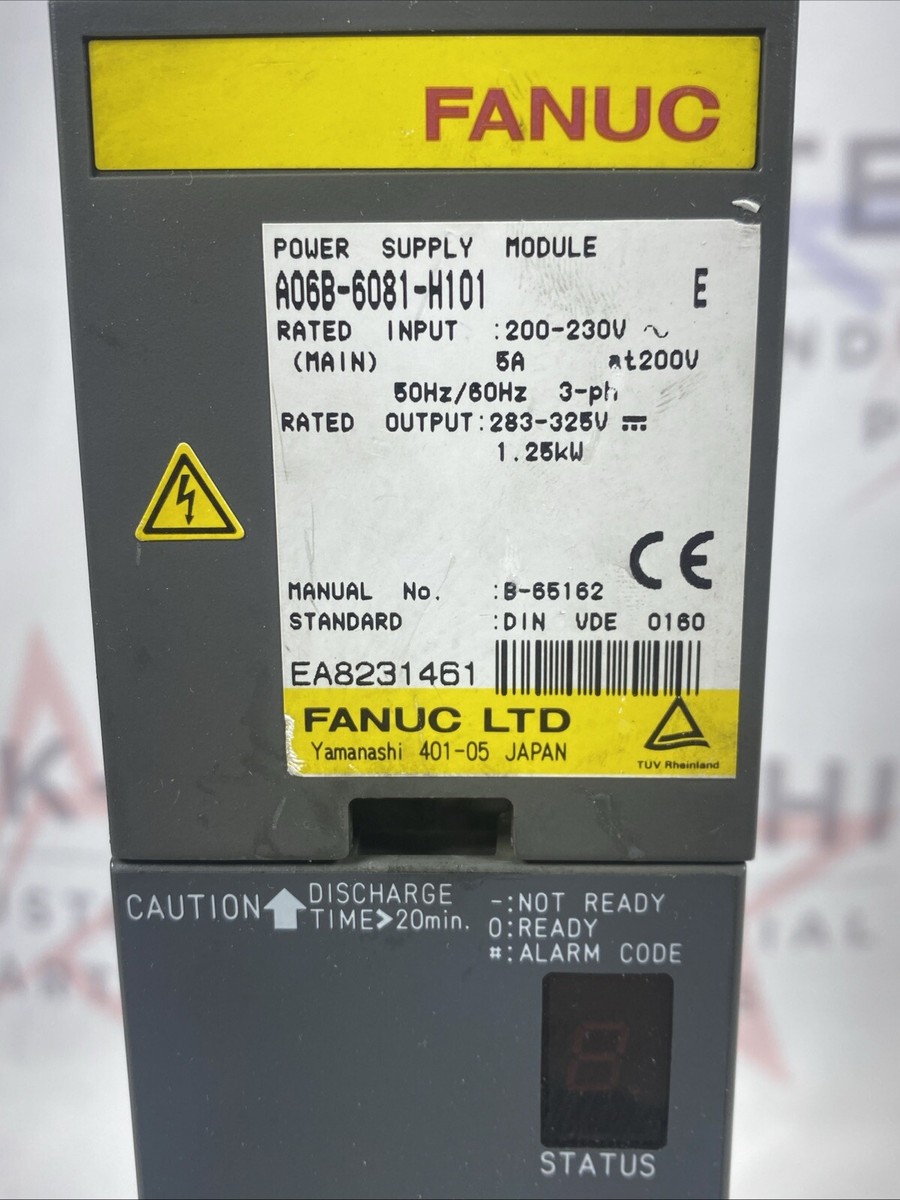 FANUC
POWER SUPPLY MODULE
A06B-6081-H101 E
RATED INPUT :200-230V ∿
(MAIN) 5A at200V
50Hz/60Hz 3-ph
RATED OUTPUT:283-325V ⎓
1.25kW
CE
MANUAL No. :B-65162
STANDARD :DIN VDE 0160
EA8231461
FANUC LTD
Yamanashi 401-05 JAPAN
TUV Rheinland
CAUTION DISCHARGE
TIME>20min.
-:NOT READY
0:READY
#:ALARM CODE
8.
STATUS